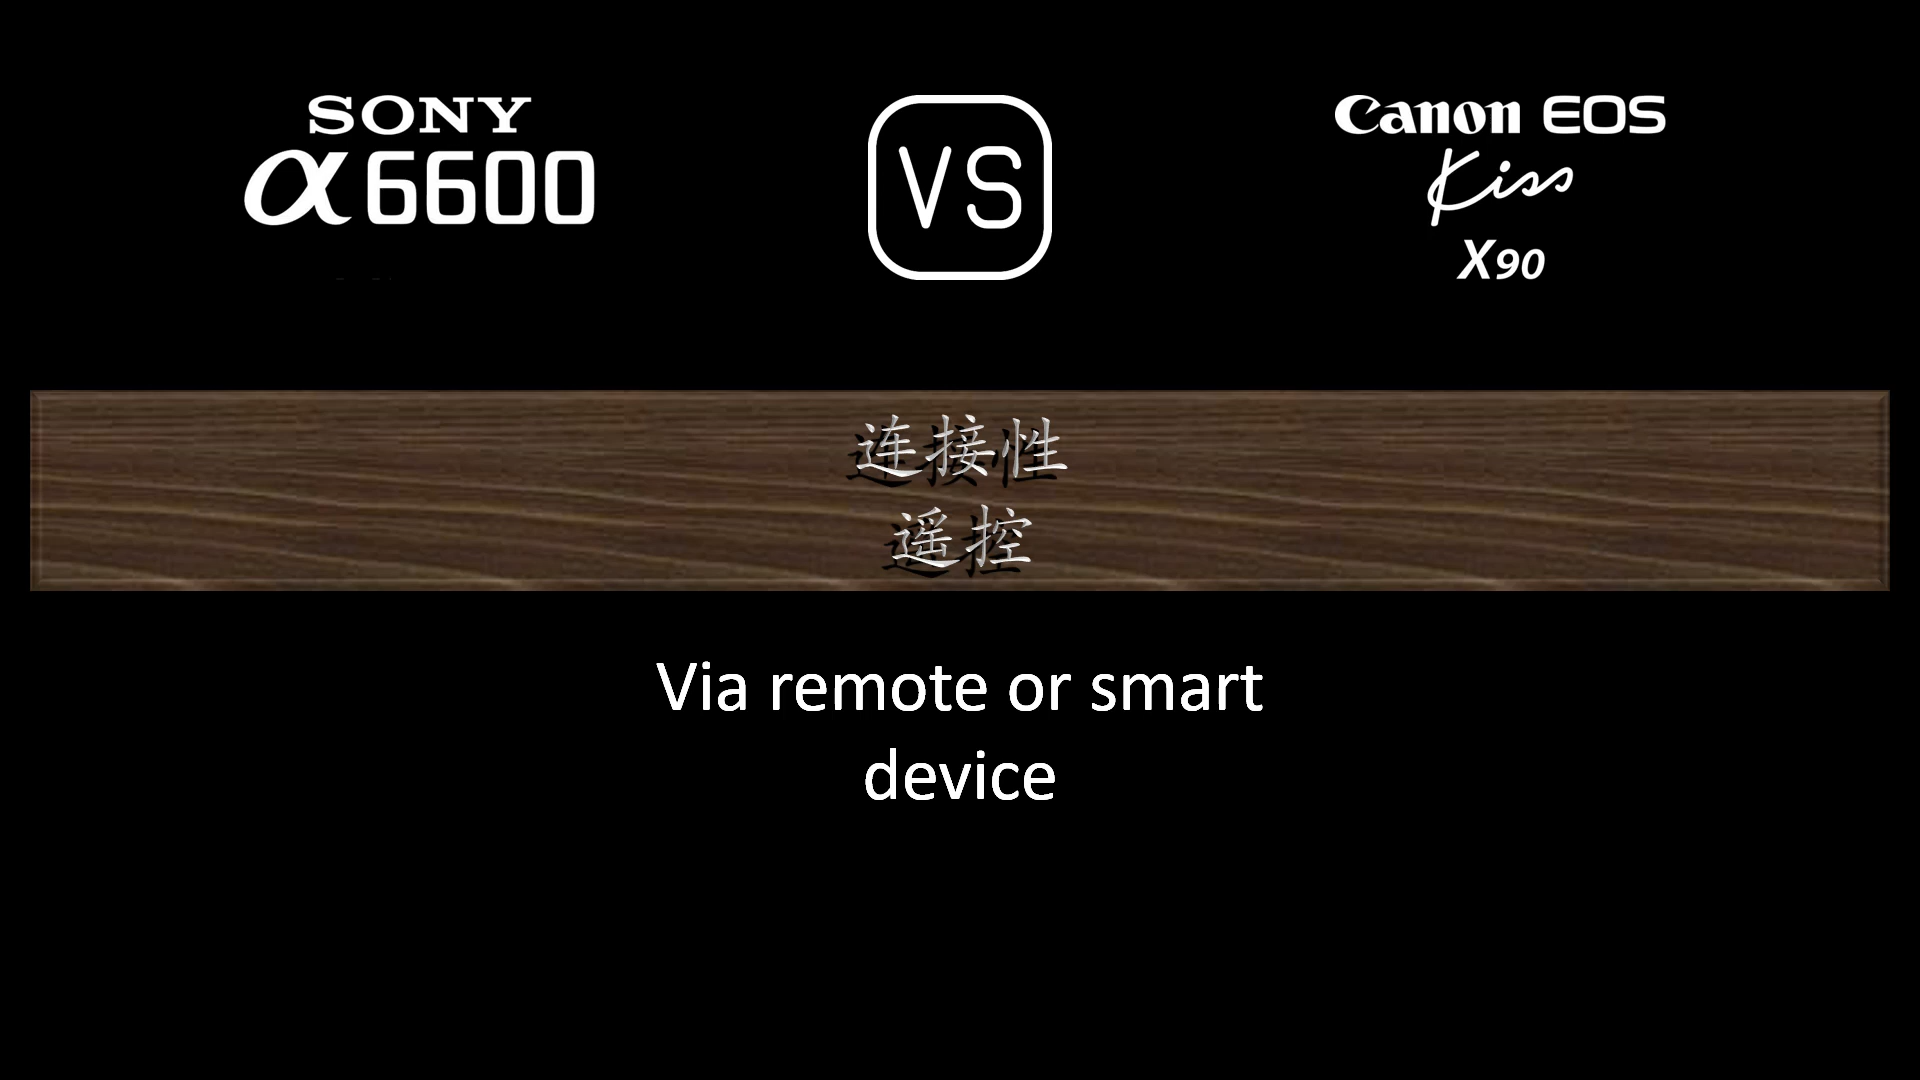 SONY
α6600
VS
Canon EOS
Kiss
X90
连接性
遥控
Via remote or smart
device